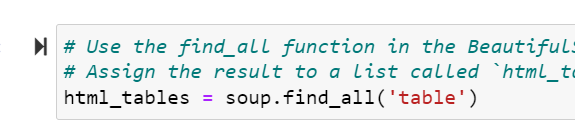 # Use the find_all function in the
# Assign the result to a list called
html_tables = soup.find_all('table')